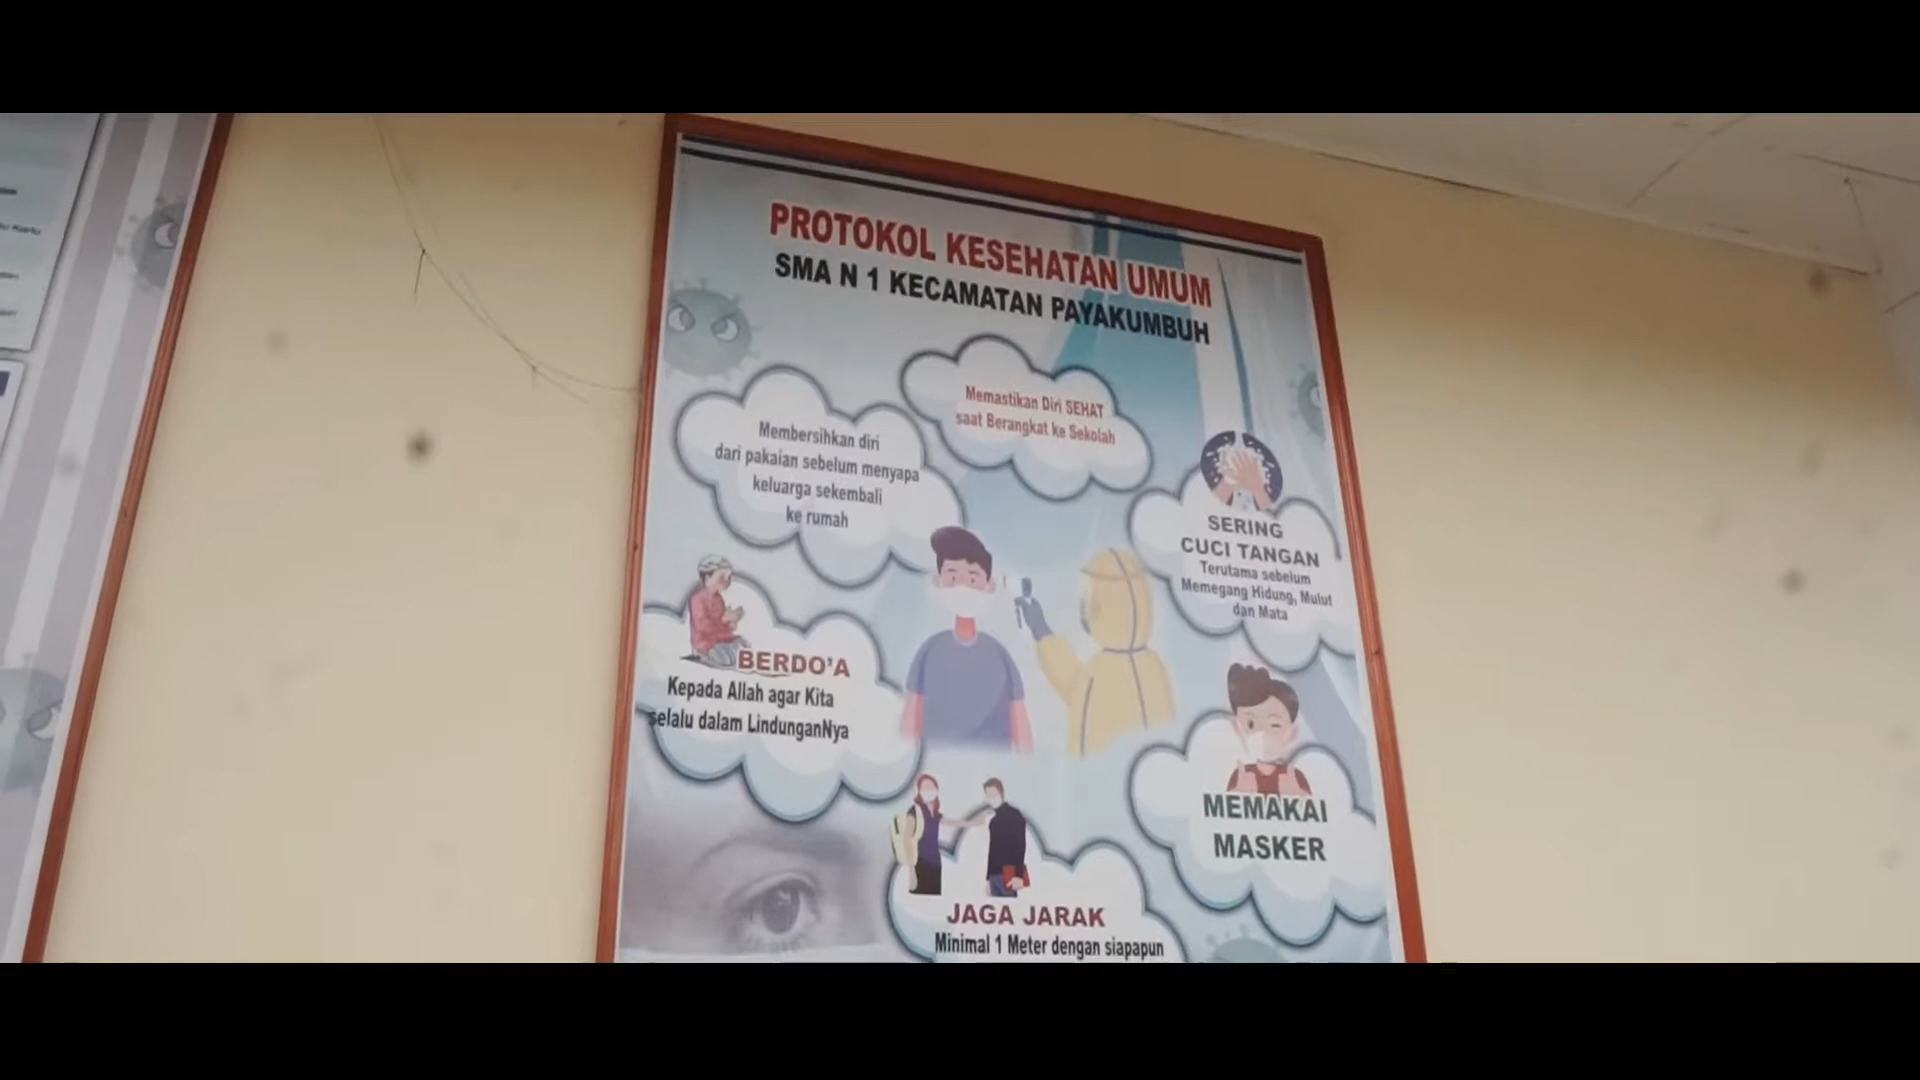 PROTOKOL KESEHATAN UMUM
SMA N 1 KECAMATAN PAYAKUMBUH
Memastikan Diri SEHAT
saat Berangkat ke Sekolah
Membersihkan diri
dari pakaian sebelum menyapa
keluarga sekembali
ke rumah
SERING
CUCI TANGAN
Terutama sebelum
Memegang Hidung, Mulut
dan Mata
BERDO'A
Kepada Allah agar Kita
selalu dalam LindunganNya
MEMAKAI
MASKER
JAGA JARAK
Minimal 1 Meter dengan siapapun